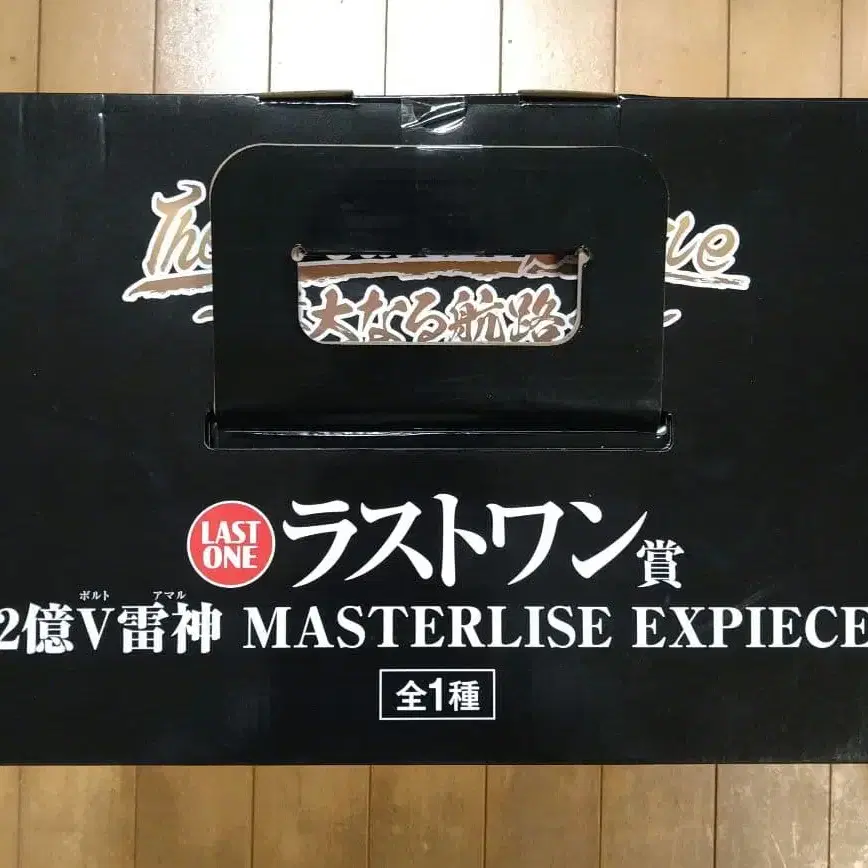 The
大なる航路
LAST ONE ラストワン賞
ボルト アマル
2億V雷神 MASTERLISE EXPIECE
全1種